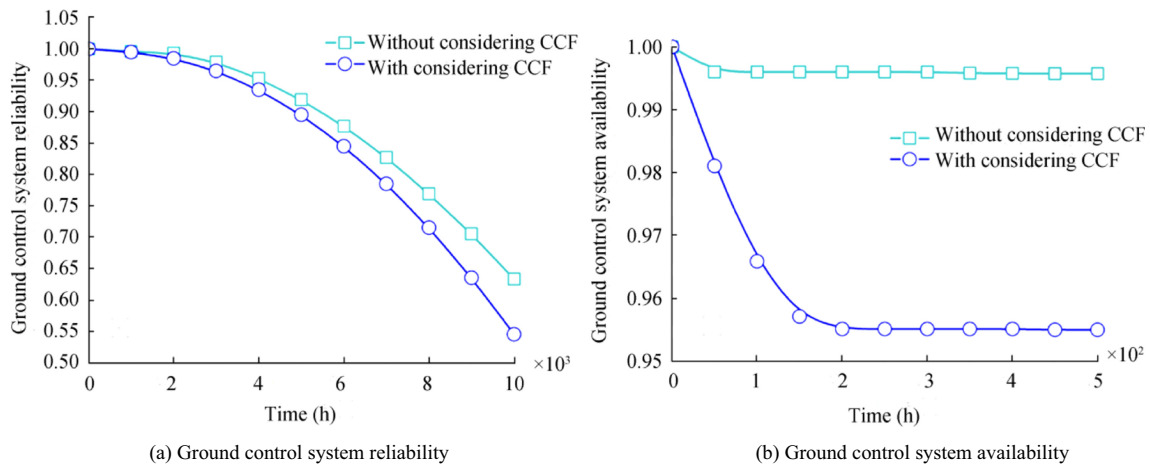 1.05
1.00
0.95
0.90
0.85
0.80
0.75
0.70
0.65
0.60
0.55
0.50
Ground control system reliability
Without considering CCF
With considering CCF
0 2 4 6 8 10
×10³
Time (h)
(a) Ground control system reliability
1.00
0.99
0.98
0.97
0.96
0.95
Ground control system availability
Without considering CCF
With considering CCF
0 1 2 3 4 5
×10²
Time (h)
(b) Ground control system availability